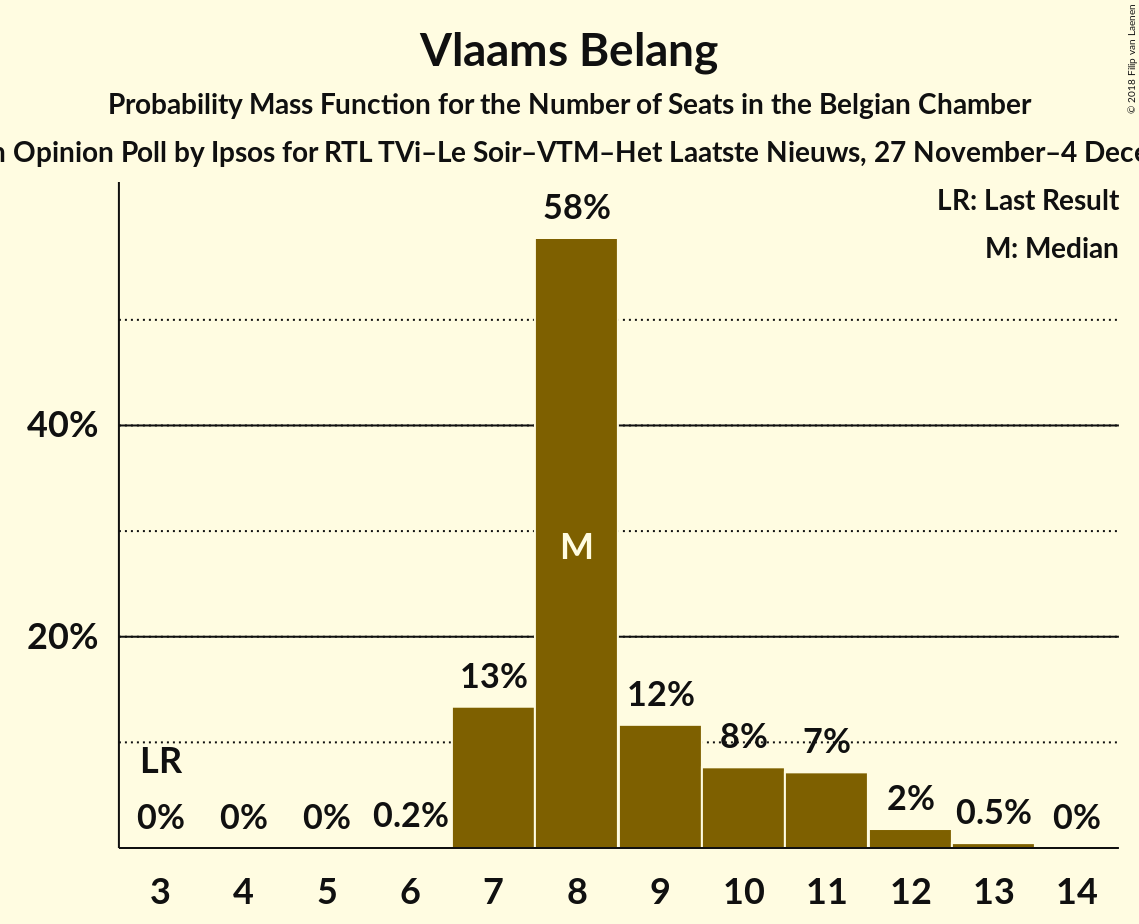 Vlaams Belang
Probability Mass Function for the Number of Seats in the Belgian Chamber
Opinion Poll by Ipsos for RTL TVi–Le Soir–VTM–Het Laatste Nieuws, 27 November–4
© 2018 Filip van Laenen
LR: Last Result
M: Median
58%
40%
M
20%
13%
12%
8%
7%
LR
0%
0%
0%
0.2%
2%
0.5%
0%
3 4 5 6 7 8 9 10 11 12 13 14